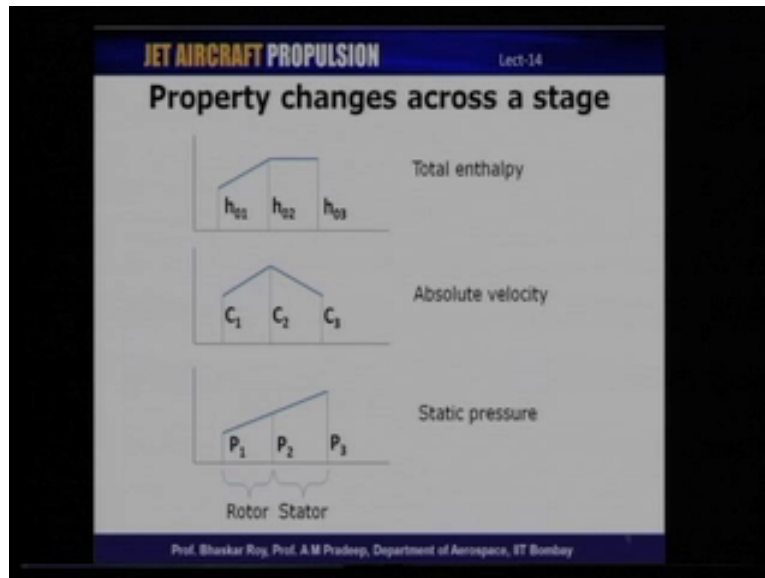 JET AIRCRAFT PROPULSION Lect-14
Property changes across a stage
Total enthalpy
h01 h02 h03
Absolute velocity
C1 C2 C3
Static pressure
P1 P2 P3
Rotor Stator
Prof. Bhaskar Roy, Prof. A M Pradeep, Department of Aerospace, IIT Bombay